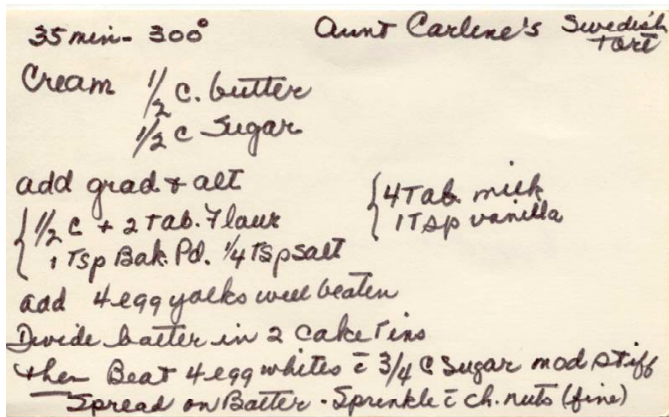 35 min - 300° Aunt Carlene's Swedish Tort
Cream 1/2 c. butter
1/2 c Sugar
add grad + alt
{1/2 c + 2 Tab. Flour {4 Tab. milk
1 Tsp Bak. Pd. 1/4 Tsp salt 1 Tsp vanilla
add 4 egg yolks well beaten
Divide batter in 2 cake Tins
then Beat 4 egg whites c̄ 3/4 C Sugar mod stiff
Spread on Batter - Sprinkle c̄ ch. nuts (fine)